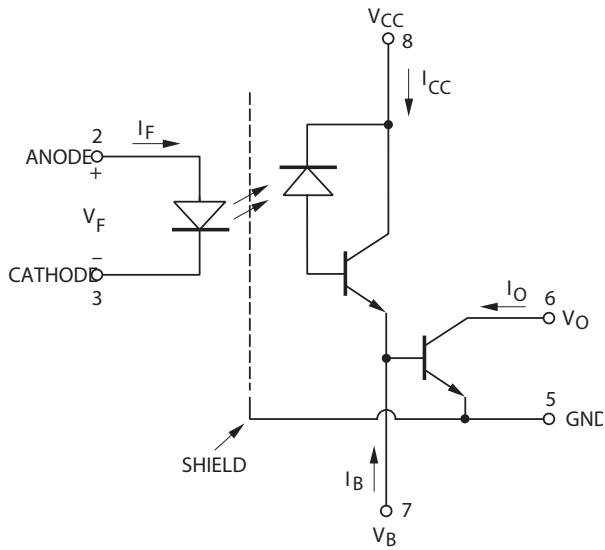 VCC
8
ICC
2
IF
ANODE
+
VF
–
CATHODE
3
IO
6
VO
5
GND
SHIELD
IB
7
VB